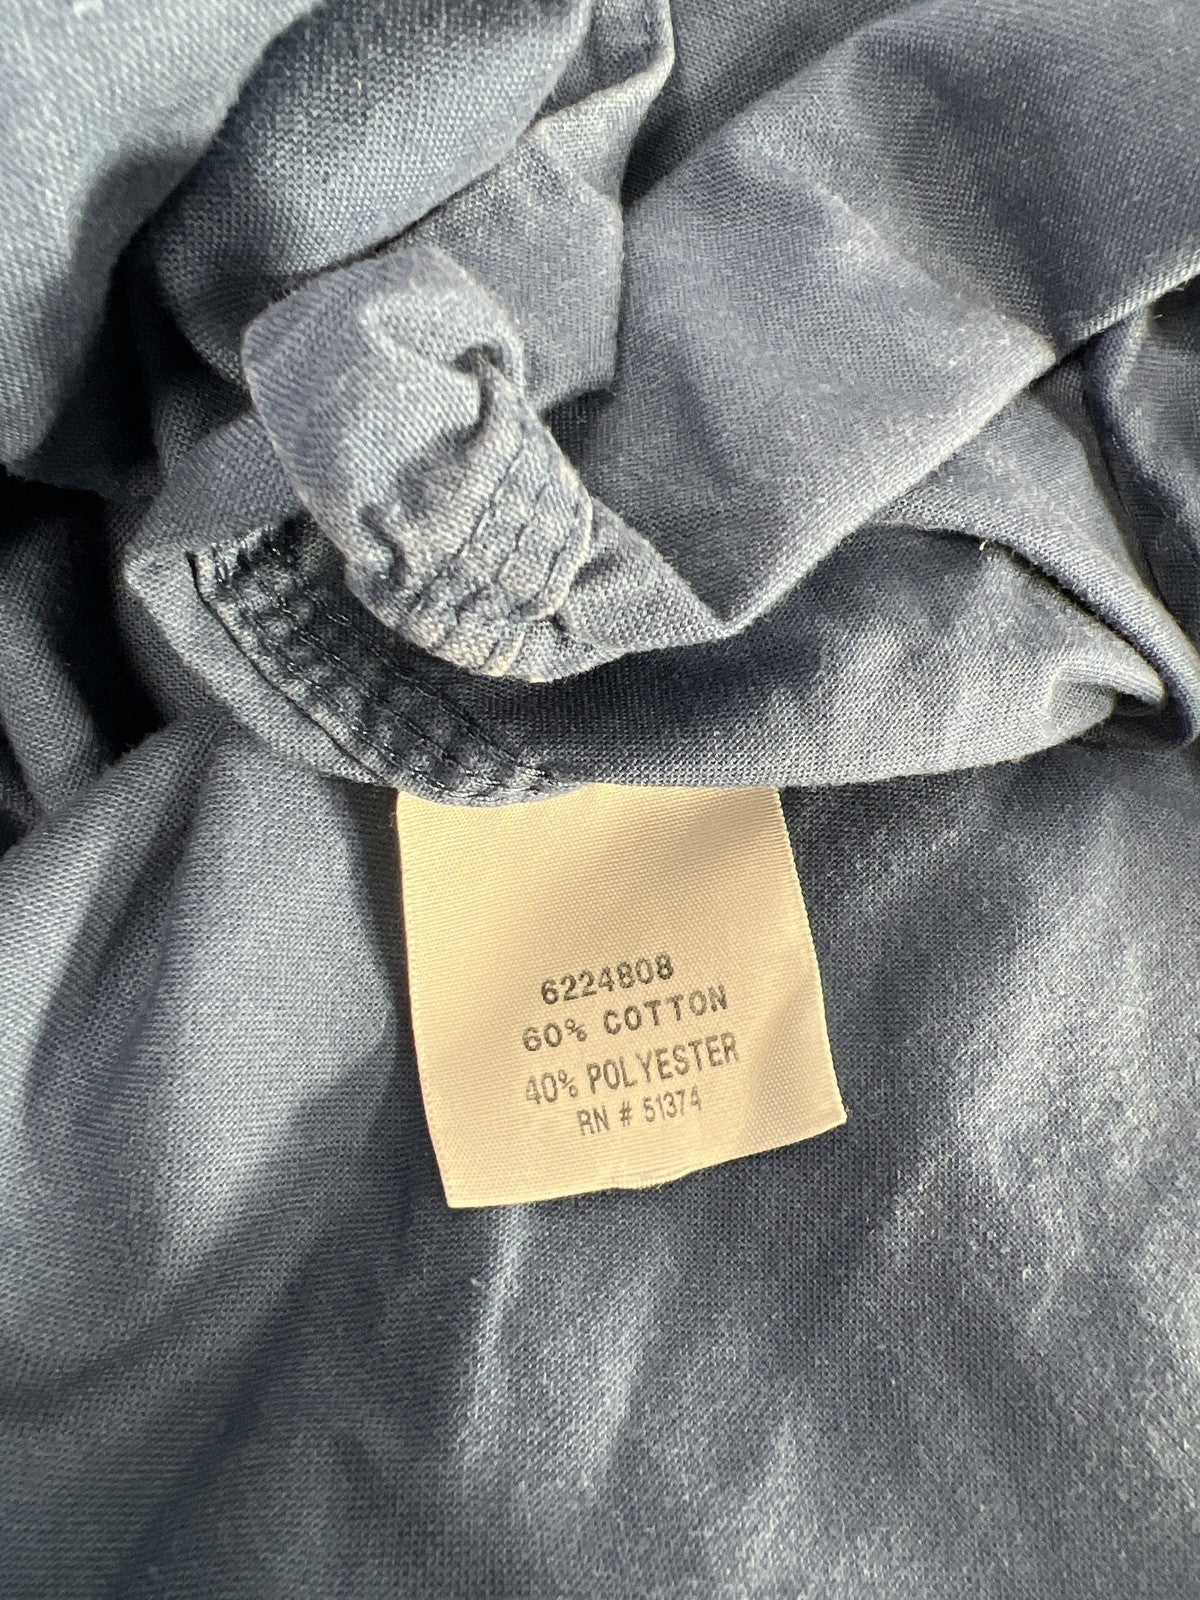 6224808
60% COTTON
40% POLYESTER
RN # 51374